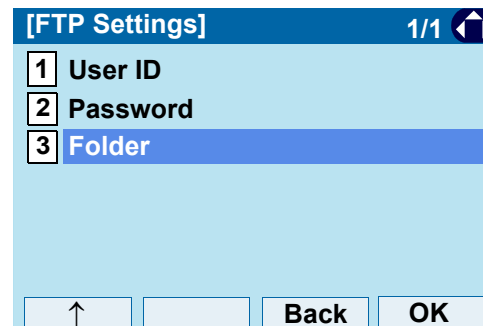 [FTP Settings] 1/1
1 User ID
2 Password
3 Folder
↑ Back OK